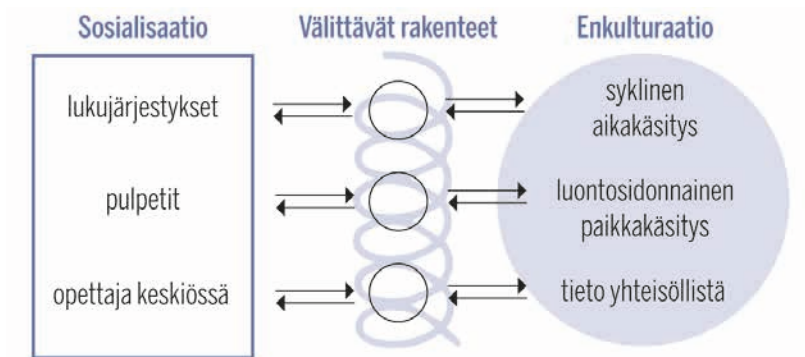 Sosialisaatio
Välittävät rakenteet
Enkulturaatio
lukujärjestykset
syklinen
aikakäsitys
pulpetit
luontosidonnainen
paikkakäsitys
opettaja keskiössä
tieto yhteisöllistä